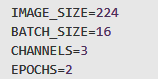 IMAGE_SIZE=224
BATCH_SIZE=16
CHANNELS=3
EPOCHS=2